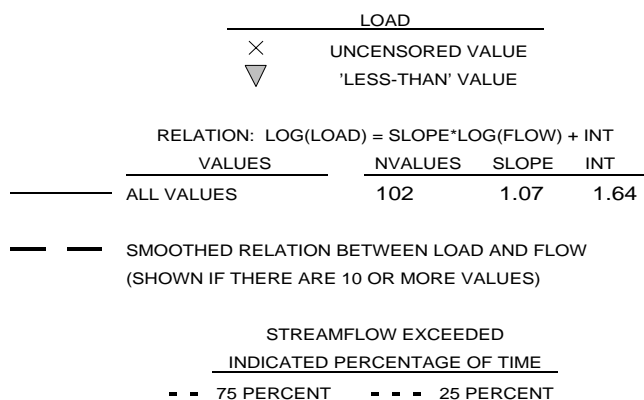 LOAD
UNCENSORED VALUE
'LESS-THAN' VALUE
RELATION: LOG(LOAD) = SLOPE*LOG(FLOW) + INT
VALUES NVALUES SLOPE INT
ALL VALUES 102 1.07 1.64
SMOOTHED RELATION BETWEEN LOAD AND FLOW
(SHOWN IF THERE ARE 10 OR MORE VALUES)
STREAMFLOW EXCEEDED
INDICATED PERCENTAGE OF TIME
75 PERCENT 25 PERCENT